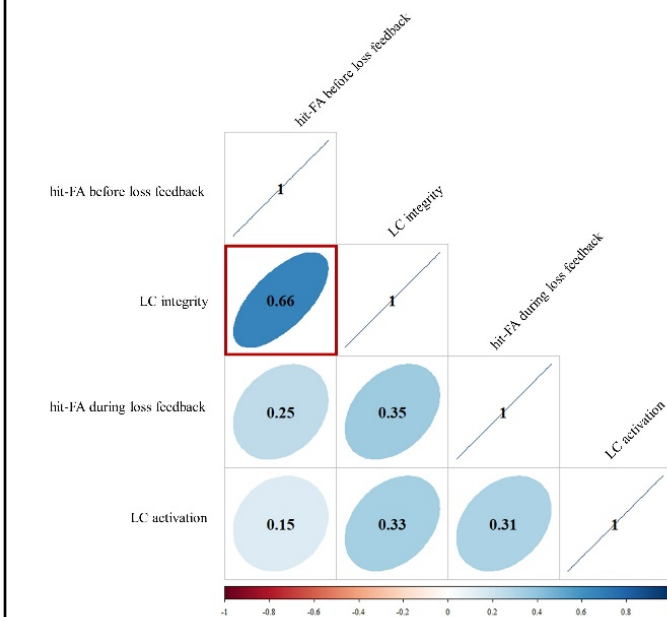 hit-FA before loss feedback
hit-FA before loss feedback
1
LC integrity
LC integrity
0.66
1
hit-FA during loss feedback
hit-FA during loss feedback
0.25
0.35
1
LC activation
LC activation
0.15
0.33
0.31
1
-1 -0.8 -0.6 -0.4 -0.2 0 0.2 0.4 0.6 0.8